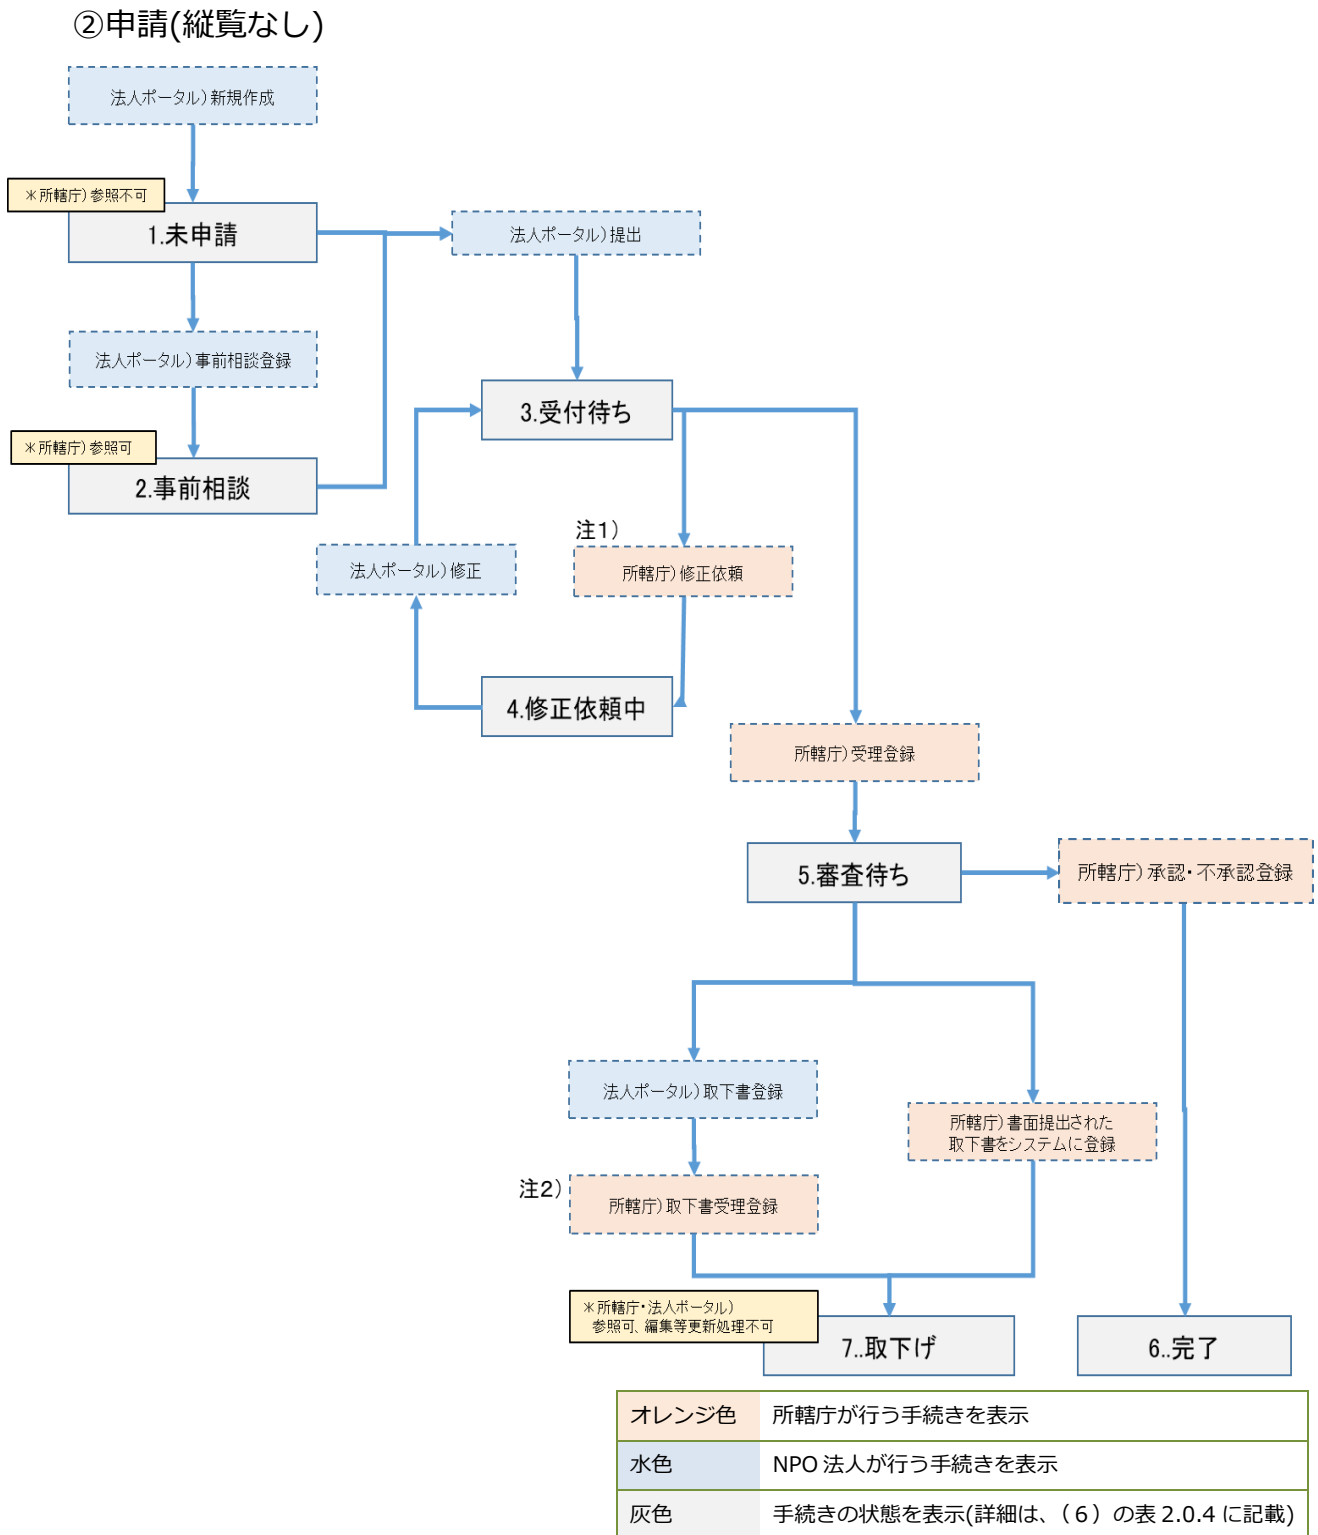 ②申請(縦覧なし)
法人ポータル)新規作成
＊所轄庁)参照不可
1.未申請
法人ポータル)提出
法人ポータル)事前相談登録
3.受付待ち
＊所轄庁)参照可
2.事前相談
注1)
法人ポータル)修正
所轄庁)修正依頼
4.修正依頼中
所轄庁)受理登録
5.審査待ち
所轄庁)承認・不承認登録
法人ポータル)取下書登録
所轄庁)書面提出された
取下書をシステムに登録
注2)
所轄庁)取下書受理登録
＊所轄庁・法人ポータル)
参照可、編集等更新処理不可
7..取下げ
6..完了
オレンジ色 所轄庁が行う手続きを表示
水色 NPO 法人が行う手続きを表示
灰色 手続きの状態を表示(詳細は、（6）の表 2.0.4 に記載)